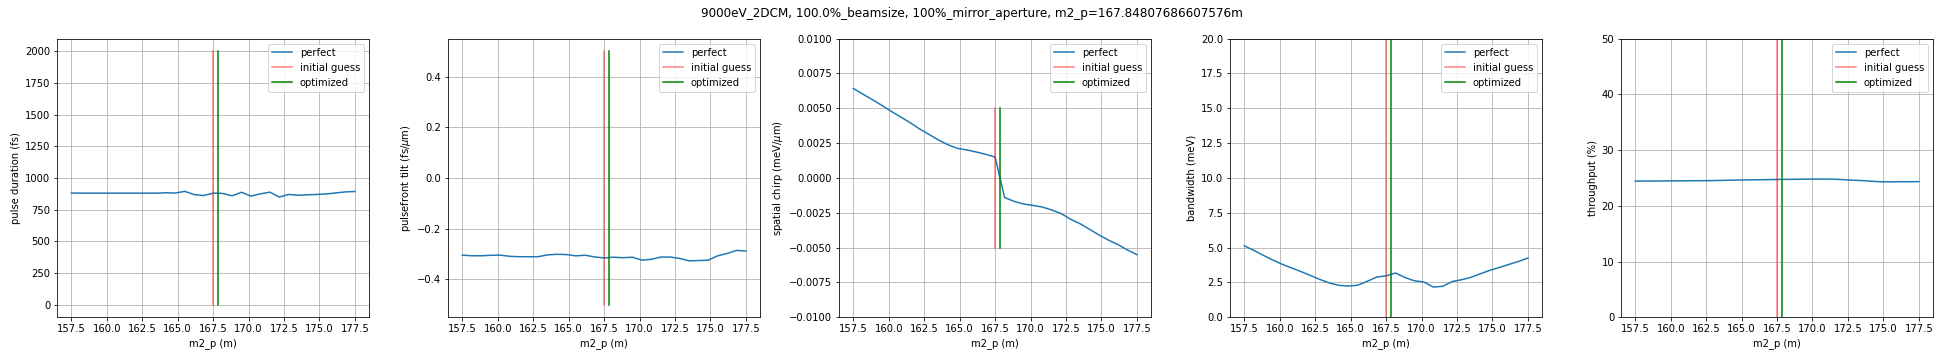 9000eV_2DCM, 100.0%_beamsize, 100%_mirror_aperture, m2_p=167.84807686607576m
pulse duration (fs)
2000
1750
1500
1250
1000
750
500
250
0
157.5 160.0 162.5 165.0 167.5 170.0 172.5 175.0 177.5
m2_p (m)
perfect
initial guess
optimized
pulsefront tilt (fs/μm)
0.4
0.2
0.0
−0.2
−0.4
157.5 160.0 162.5 165.0 167.5 170.0 172.5 175.0 177.5
m2_p (m)
perfect
initial guess
optimized
spatial chirp (meV/μm)
0.0100
0.0075
0.0050
0.0025
0.0000
−0.0025
−0.0050
−0.0075
−0.0100
157.5 160.0 162.5 165.0 167.5 170.0 172.5 175.0 177.5
m2_p (m)
perfect
initial guess
optimized
bandwidth (meV)
20.0
17.5
15.0
12.5
10.0
7.5
5.0
2.5
0.0
157.5 160.0 162.5 165.0 167.5 170.0 172.5 175.0 177.5
m2_p (m)
perfect
initial guess
optimized
throughput (%)
50
40
30
20
10
0
157.5 160.0 162.5 165.0 167.5 170.0 172.5 175.0 177.5
m2_p (m)
perfect
initial guess
optimized